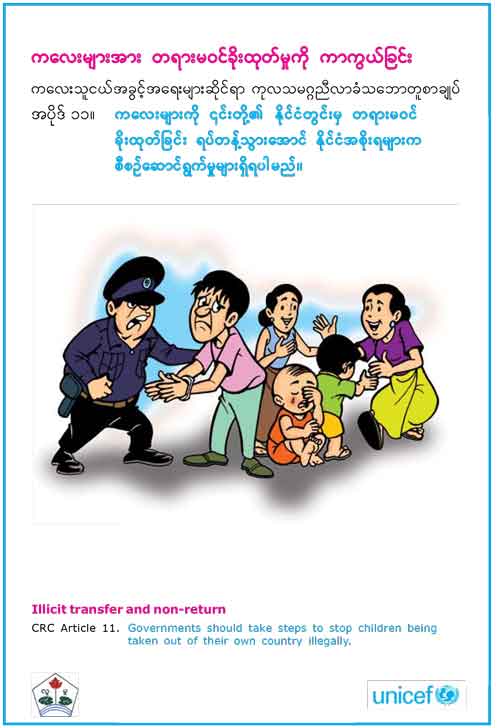 ကလေးများအား တရားမဝင်ခိုးထုတ်မှုကို ကာကွယ်ခြင်း
ကလေးသူငယ်အခွင့်အရေးများဆိုင်ရာ ကုလသမဂ္ဂညီလာခံသဘောတူစာချုပ်
အပိုဒ် ၁၁။ ကလေးများကို ၎င်းတို့၏ နိုင်ငံတွင်းမှ တရားမဝင်
ခိုးထုတ်ခြင်း ရပ်တန့်သွားအောင် နိုင်ငံအစိုးရများက
စီစဉ်ဆောင်ရွက်မှုများရှိရပါမည်။
Illicit transfer and non-return
CRC Article 11. Governments should take steps to stop children being
taken out of their own country illegally.
unicef